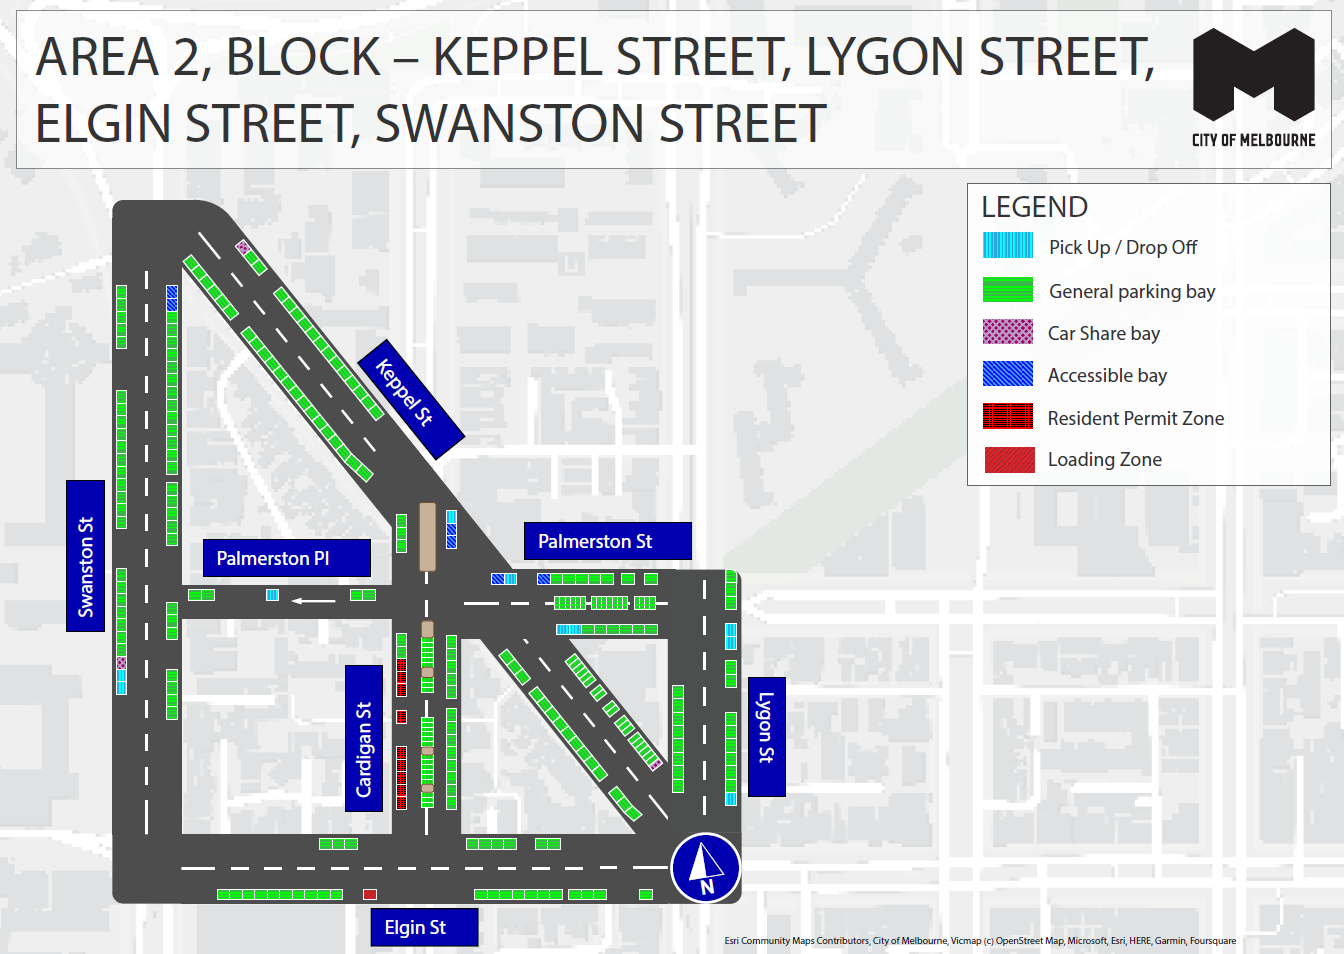 AREA 2, BLOCK – KEPPEL STREET, LYGON STREET,
ELGIN STREET, SWANSTON STREET
CITY OF MELBOURNE
LEGEND
Pick Up / Drop Off
General parking bay
Car Share bay
Accessible bay
Resident Permit Zone
Loading Zone
Keppel St
Swanston St
Palmerston Pl
Palmerston St
Cardigan St
Lygon St
N
Elgin St
Esri Community Maps Contributors, City of Melbourne, Vicmap (c) OpenStreet Map, Microsoft, Esri, HERE, Garmin, Foursquare